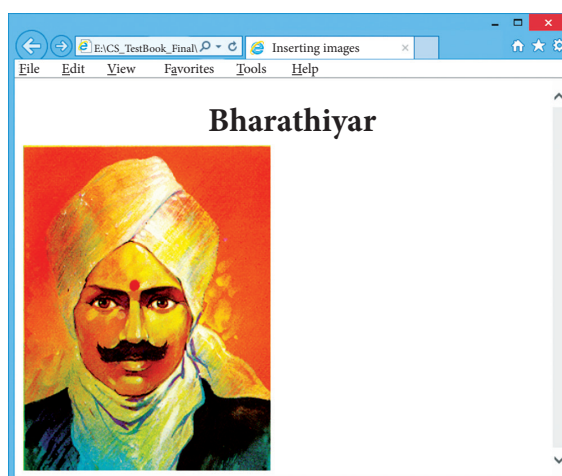 E:\CS_TestBook_Final\
Inserting images
File Edit View Favorites Tools Help
Bharathiyar